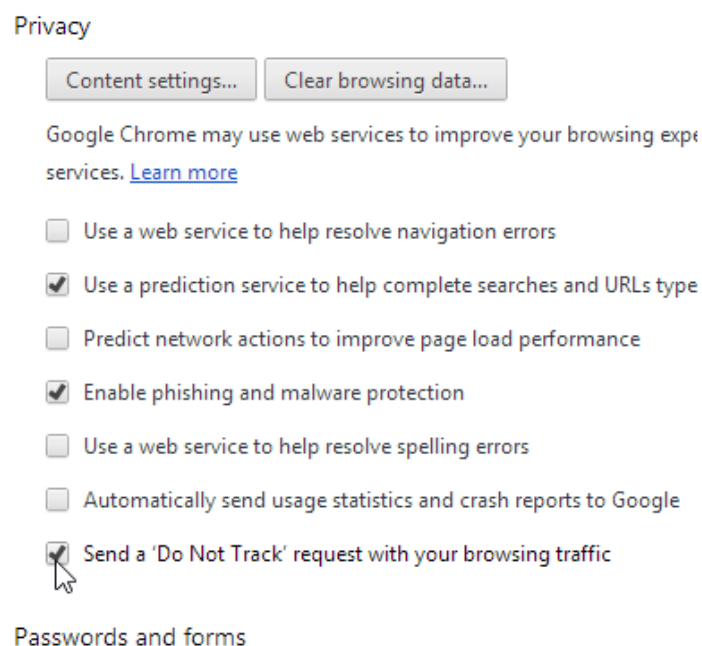 Privacy
Content settings... Clear browsing data...
Google Chrome may use web services to improve your browsing
services. Learn more
Use a web service to help resolve navigation errors
Use a prediction service to help complete searches and URLs type
Predict network actions to improve page load performance
Enable phishing and malware protection
Use a web service to help resolve spelling errors
Automatically send usage statistics and crash reports to Google
Send a 'Do Not Track' request with your browsing traffic
Passwords and forms